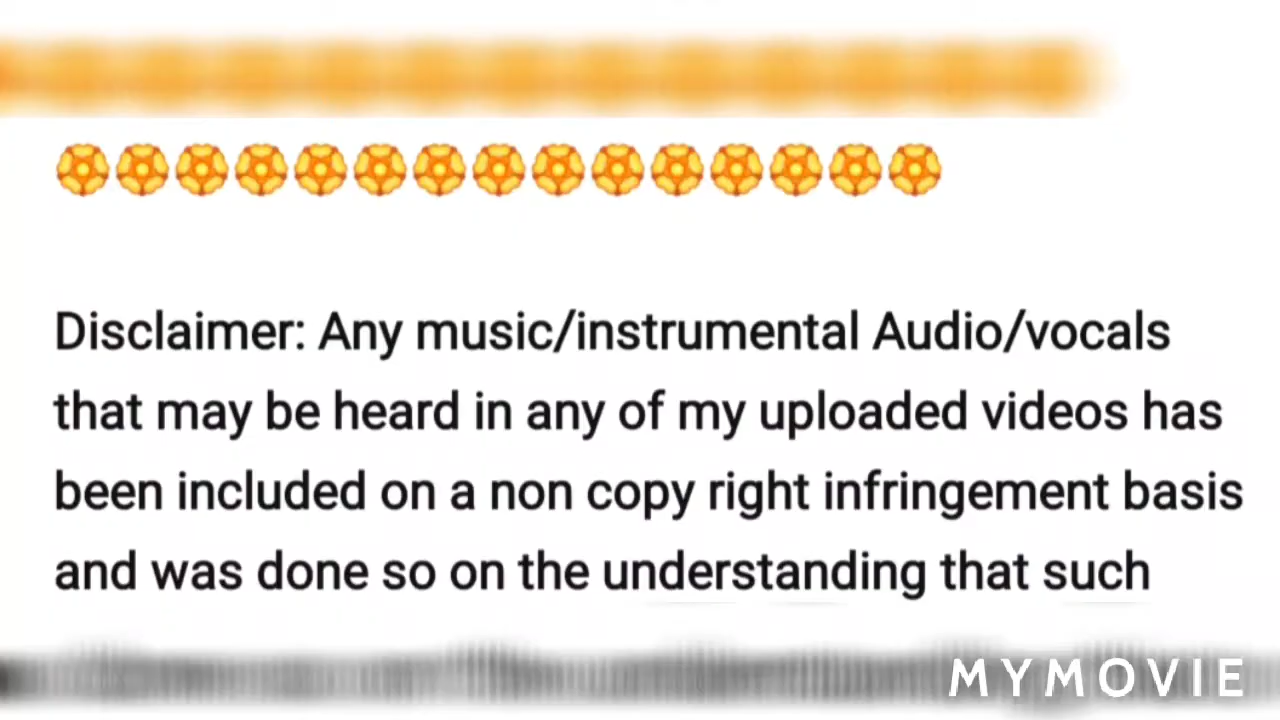 🏵🏵🏵🏵🏵🏵🏵🏵🏵🏵🏵🏵🏵🏵🏵
Disclaimer: Any music/instrumental Audio/vocals
that may be heard in any of my uploaded videos has
been included on a non copy right infringement basis
and was done so on the understanding that such
MYMOVIE